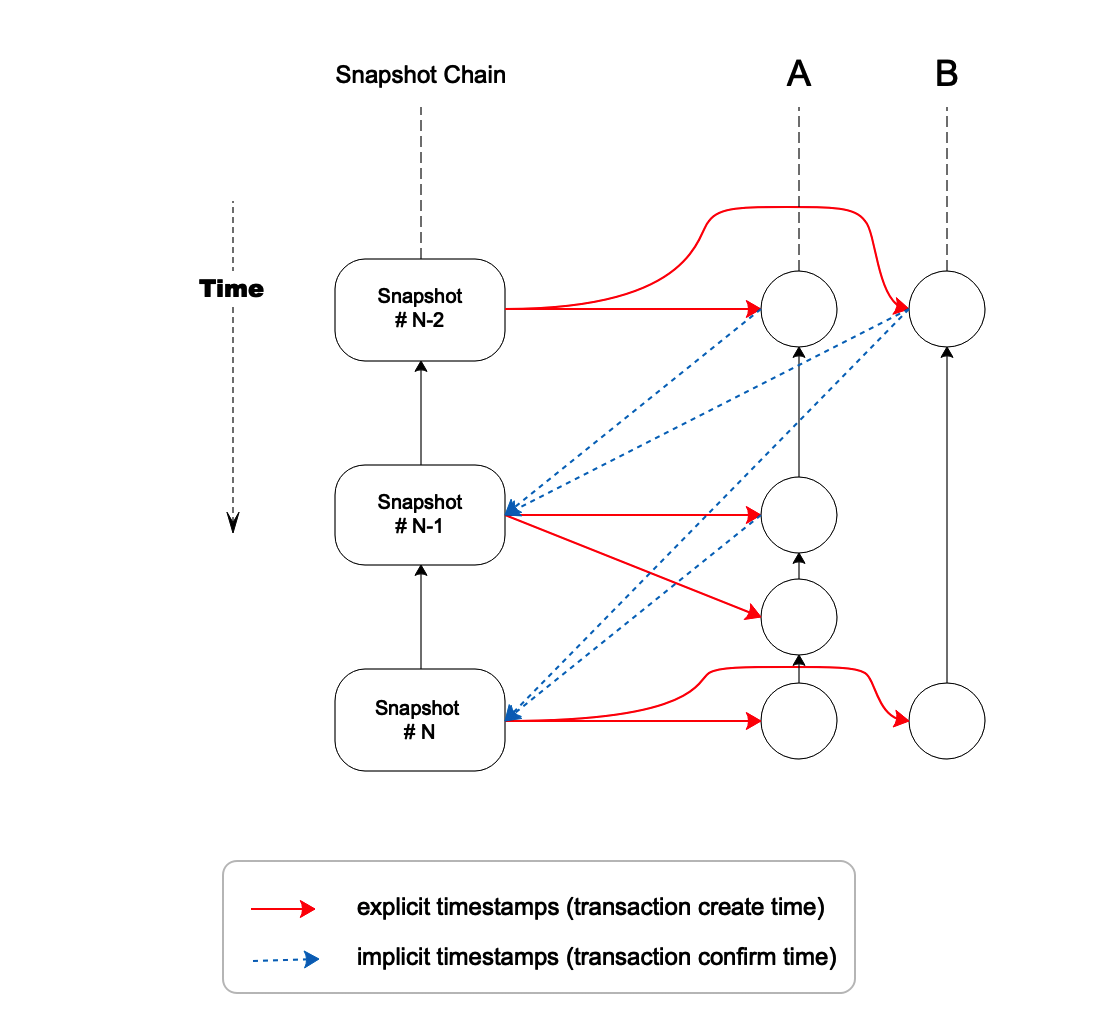 Snapshot Chain
A
B
Time
Snapshot
# N-2
Snapshot
# N-1
Snapshot
# N
explicit timestamps (transaction create time)
implicit timestamps (transaction confirm time)